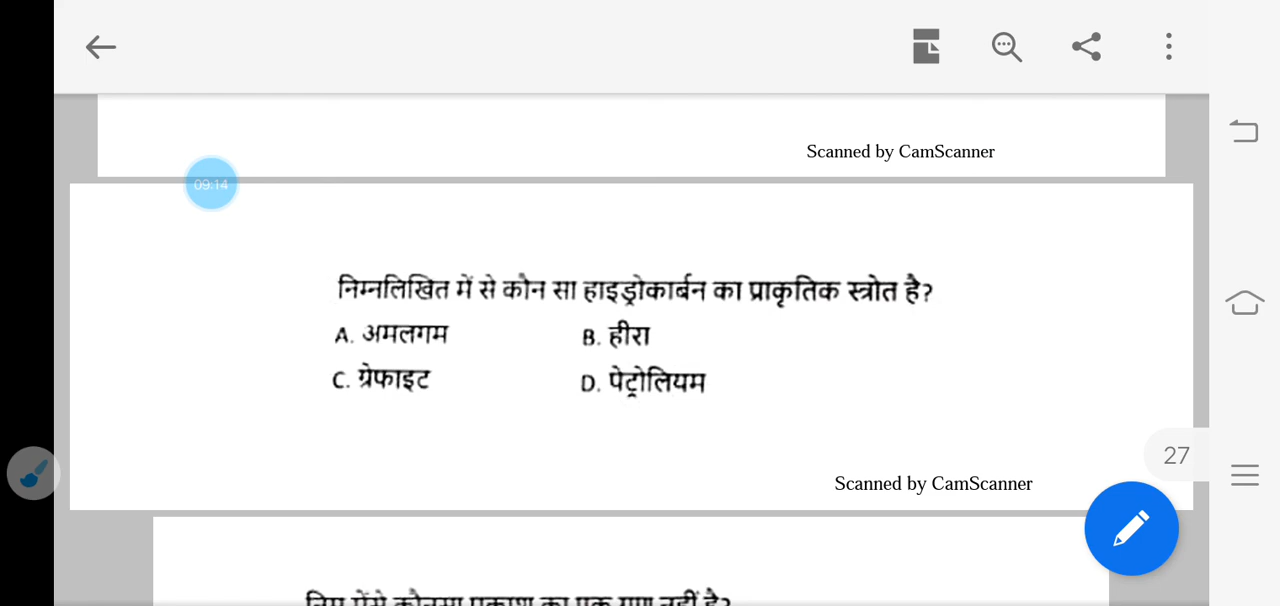 Scanned by CamScanner
09:14
निम्नलिखित में से कौन सा हाइड्रोकार्बन का प्राकृतिक स्त्रोत है?
A. अमलगम B. हीरा
C. ग्रेफाइट D. पेट्रोलियम
27
Scanned by CamScanner